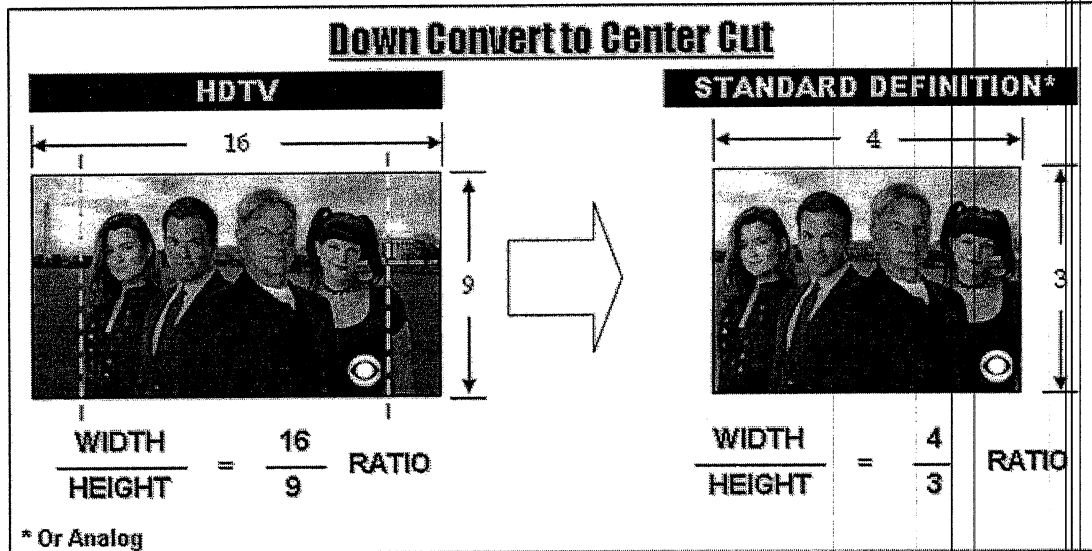 Down Convert to Center Cut
HDTV
STANDARD DEFINITION*
16
4
9
3
WIDTH
HEIGHT
=
16
9
RATIO
WIDTH
HEIGHT
=
4
3
RATIO
* Or Analog